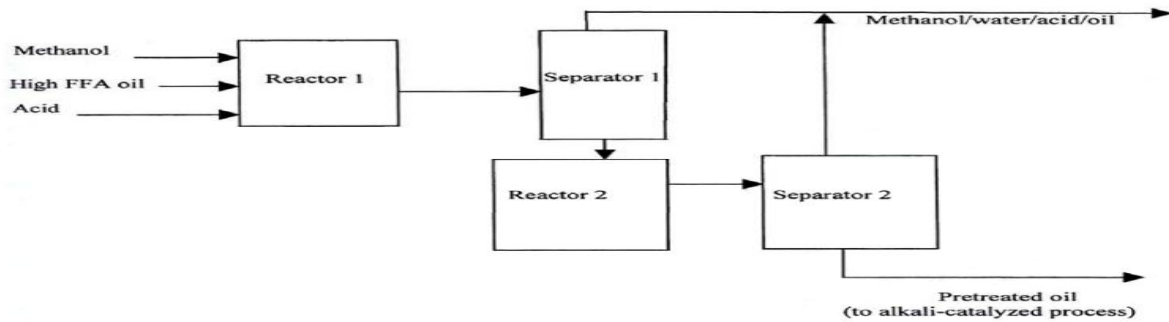 Methanol/water/acid/oil
Methanol
High FFA oil
Acid
Reactor 1
Separator 1
Reactor 2
Separator 2
Pretreated oil
(to alkali-catalyzed process)